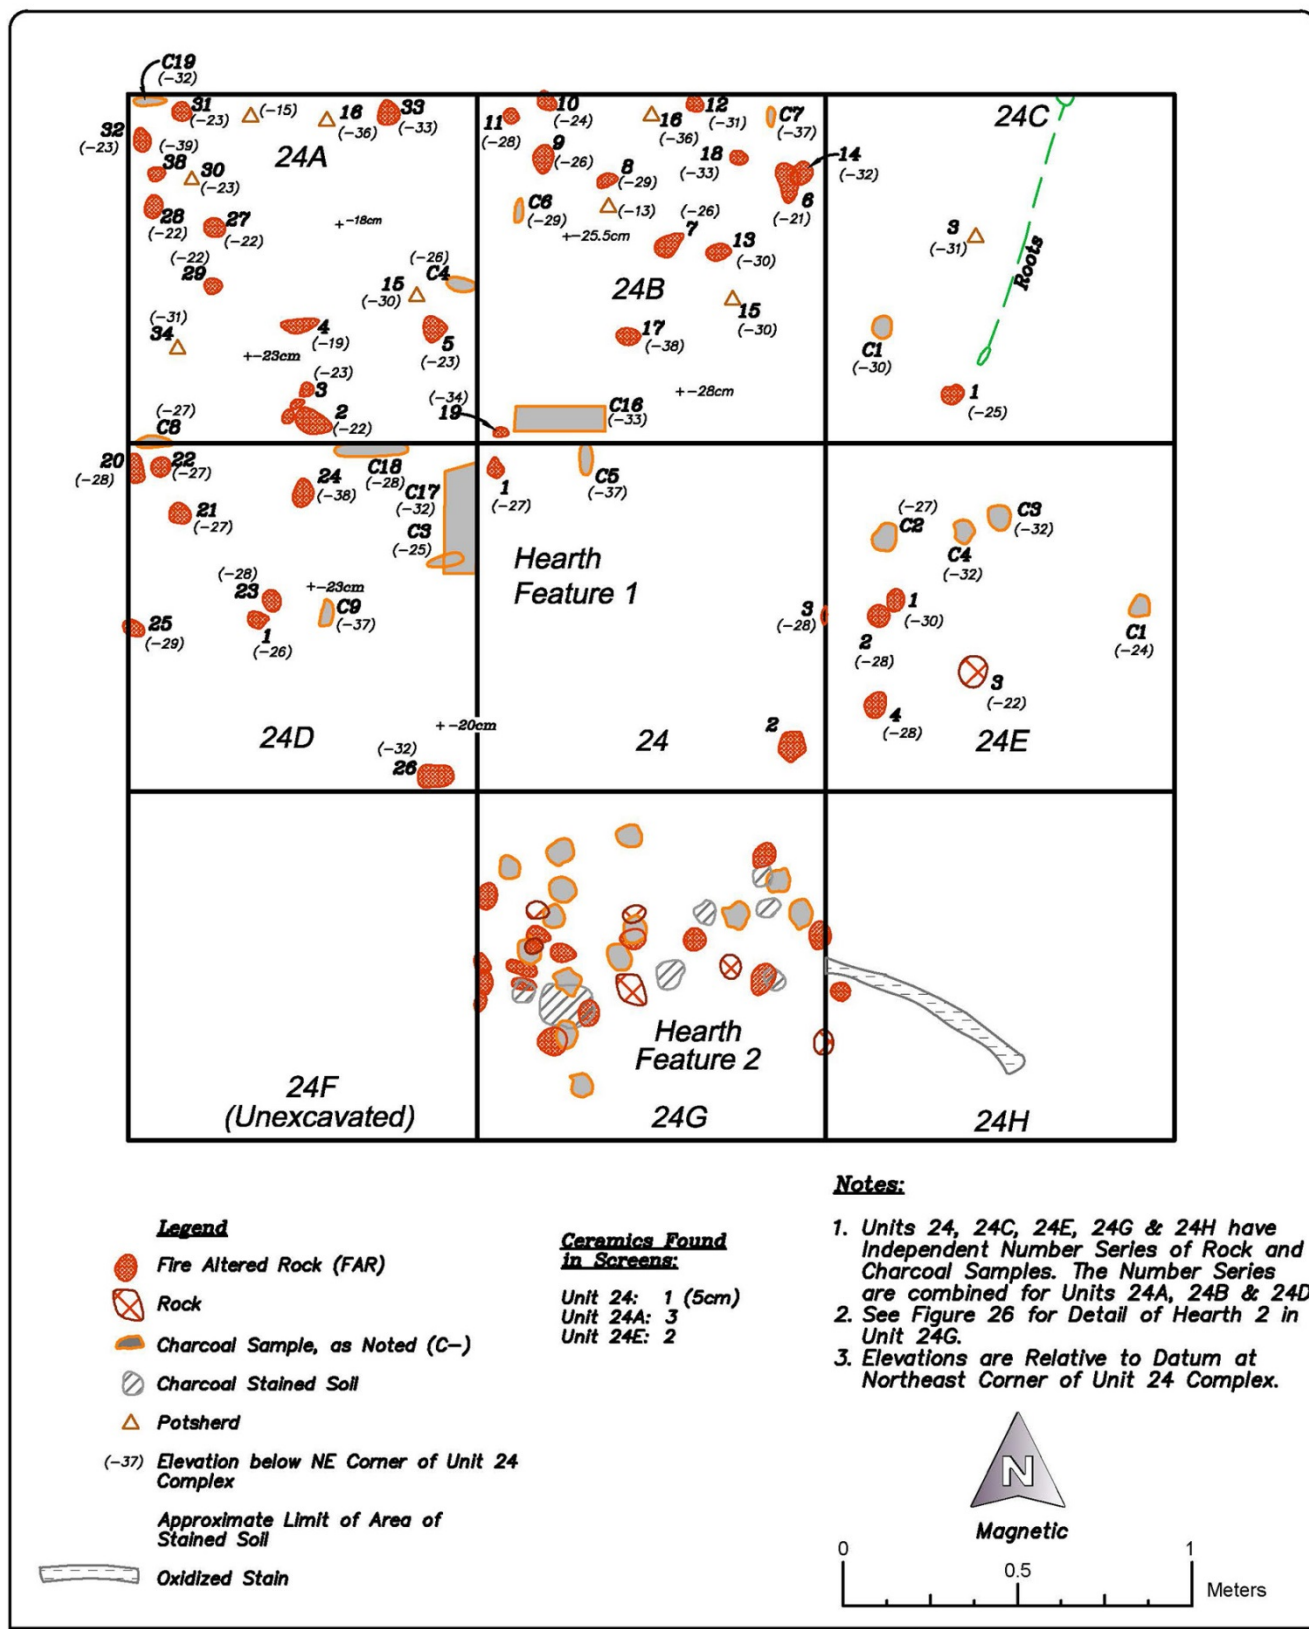 C19
(-32)
31
(-23)
(-15)
16
(-36)
33
(-33)
32
(-23)
(-39)
38
30
(-23)
24A
28
(-22)
27
(-22)
+-18cm
(-22)
29
(-26)
C4
15
(-30)
(-31)
34
4
(-19)
5
(-23)
+-23cm
(-23)
3
2
(-22)
(-27)
C8
10
(-24)
11
(-28)
16
(-36)
12
(-31)
C7
(-37)
9
(-26)
8
(-29)
18
(-33)
14
(-32)
6
(-21)
C6
(-29)
(-13)
(-26)
7
+-25.5cm
13
(-30)
24B
15
(-30)
17
(-38)
+-28cm
(-34)
19
C16
(-33)
24C
3
(-31)
Roots
C1
(-30)
1
(-25)
20
(-28)
22
(-27)
24
(-38)
C18
(-28)
C17
(-32)
21
(-27)
C3
(-25)
(-28)
23
+-23cm
C9
(-37)
25
(-29)
1
(-26)
24D
+-20cm
(-32)
26
1
(-27)
C5
(-37)
Hearth
Feature 1
3
(-28)
24
2
(-27)
C2
C4
(-32)
C3
(-32)
1
(-30)
2
(-28)
C1
(-24)
3
(-22)
4
(-28)
24E
24F
(Unexcavated)
Hearth
Feature 2
24G
24H
Legend
Fire Altered Rock (FAR)
Rock
Charcoal Sample, as Noted (C-)
Charcoal Stained Soil
Potsherd
(-37) Elevation below NE Corner of Unit 24
Complex
Approximate Limit of Area of
Stained Soil
Oxidized Stain
Ceramics Found
in Screens:
Unit 24: 1 (5cm)
Unit 24A: 3
Unit 24E: 2
Notes:
1. Units 24, 24C, 24E, 24G & 24H have
Independent Number Series of Rock and
Charcoal Samples. The Number Series
are combined for Units 24A, 24B & 24D
2. See Figure 26 for Detail of Hearth 2 in
Unit 24G.
3. Elevations are Relative to Datum at
Northeast Corner of Unit 24 Complex.
N
Magnetic
0
0.5
1
Meters